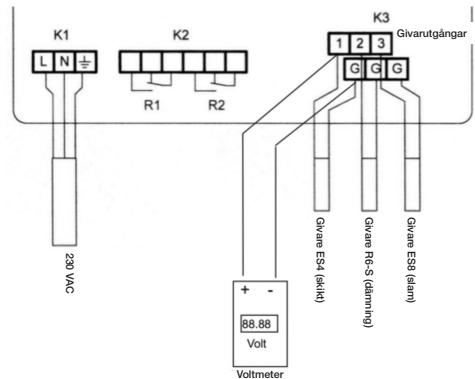 K1
K2
K3
Givarutgångar
L N
1 2 3
G G G
R1
R2
230 VAC
Givare ES4 (skikt)
Givare R6-S (dämning)
Givare ES8 (slam)
+ -
88.88
Volt
Voltmeter